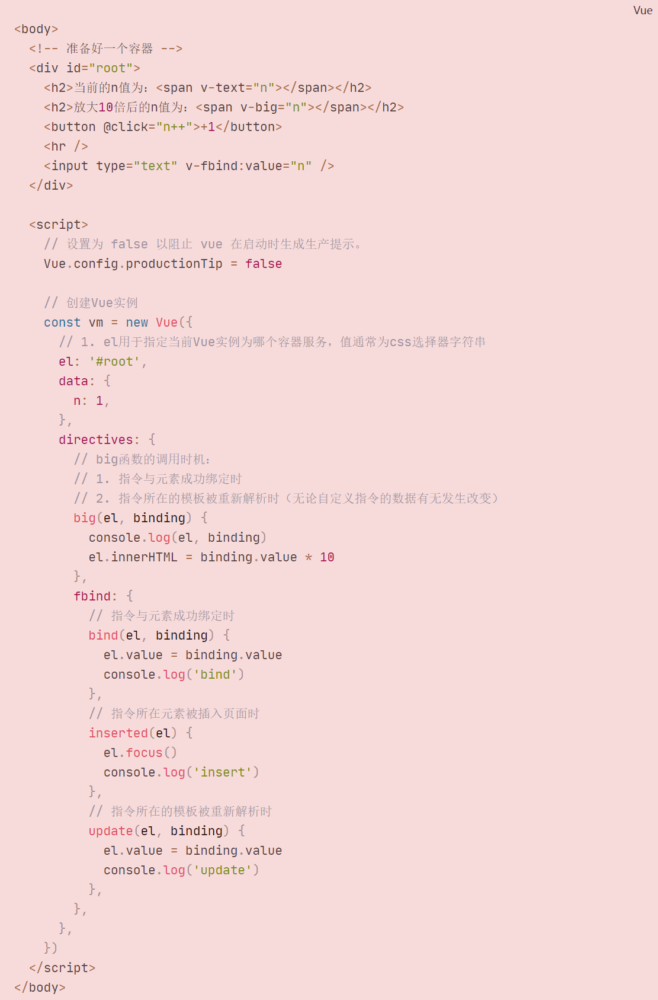 Vue
<body>
  <!-- 准备好一个容器 -->
  <div id="root">
    <h2>当前的n值为：<span v-text="n"></span></h2>
    <h2>放大10倍后的n值为：<span v-big="n"></span></h2>
    <button @click="n++">+1</button>
    <hr />
    <input type="text" v-fbind:value="n" />
  </div>

  <script>
    // 设置为 false 以阻止 vue 在启动时生成生产提示。
    Vue.config.productionTip = false

    // 创建Vue实例
    const vm = new Vue({
      // 1. el用于指定当前Vue实例为哪个容器服务，值通常为css选择器字符串
      el: '#root',
      data: {
        n: 1,
      },
      directives: {
        // big函数的调用时机：
        // 1. 指令与元素成功绑定时
        // 2. 指令所在的模板被重新解析时（无论自定义指令的数据有无发生改变）
        big(el, binding) {
          console.log(el, binding)
          el.innerHTML = binding.value * 10
        },
        fbind: {
          // 指令与元素成功绑定时
          bind(el, binding) {
            el.value = binding.value
            console.log('bind')
          },
          // 指令所在元素被插入页面时
          inserted(el) {
            el.focus()
            console.log('insert')
          },
          // 指令所在的模板被重新解析时
          update(el, binding) {
            el.value = binding.value
            console.log('update')
          },
        },
      },
    })
  </script>
</body>